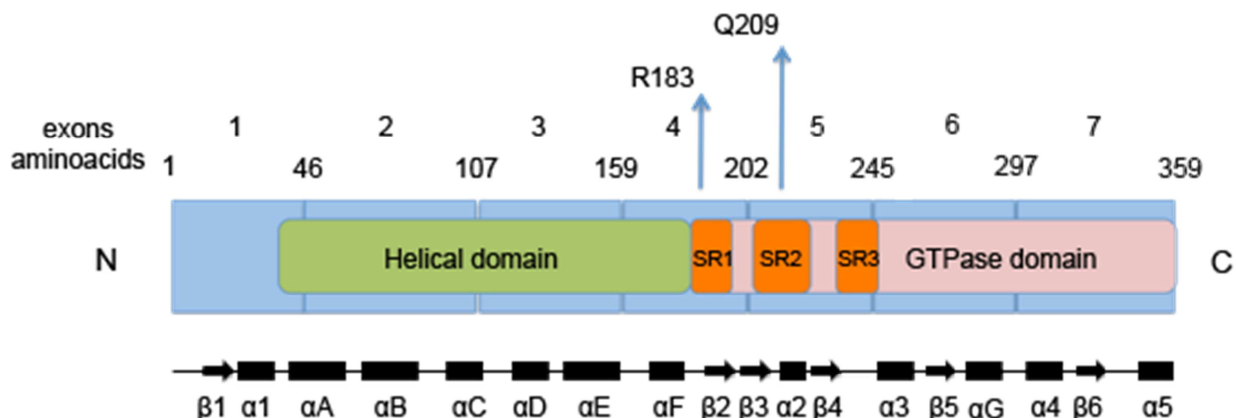 Q209
R183
exons 1 2 3 4 5 6 7
aminoacids 1 46 107 159 202 245 297 359
N Helical domain SR1 SR2 SR3 GTPase domain C
β1 α1 αA αB αC αD αE αF β2 β3 α2 β4 α3 β5 αG α4 β6 α5